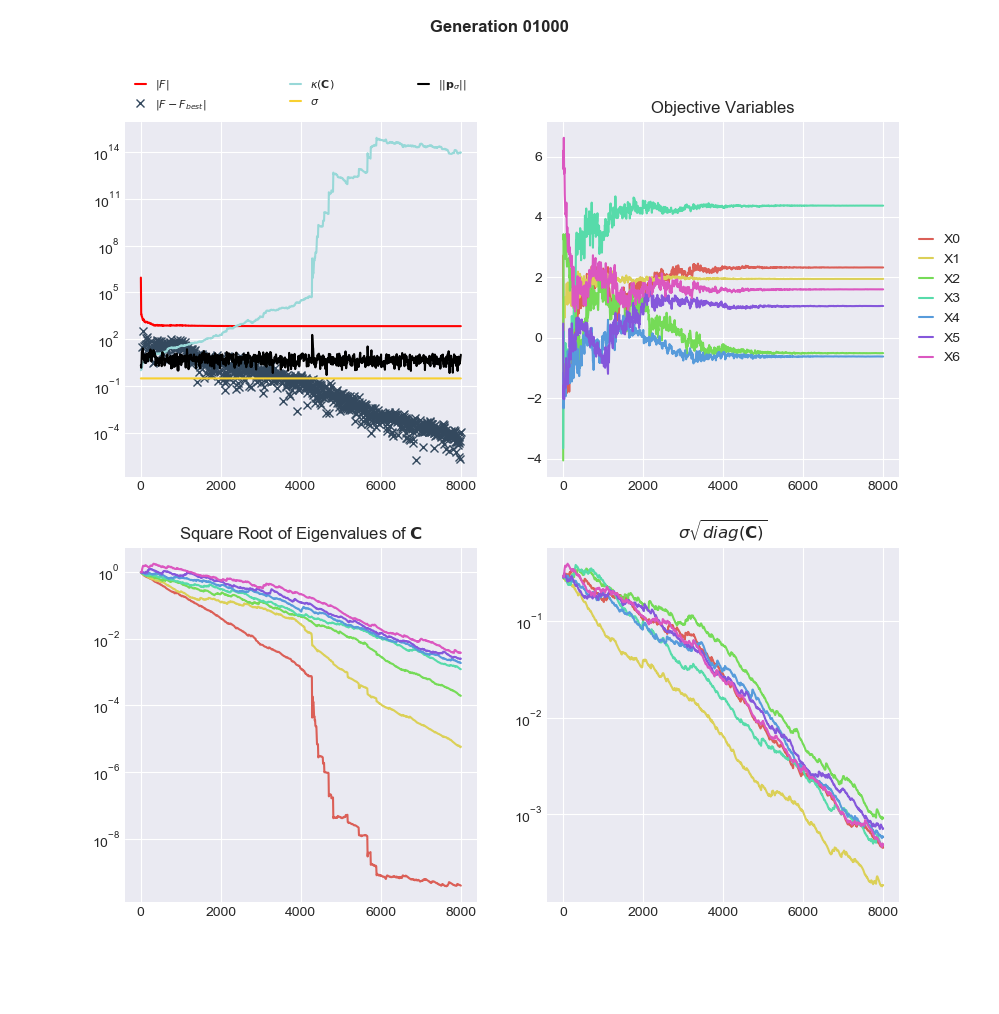 Generation 01000
|F| κ(C) ||p_σ||
|F − F_best| σ
10^14
10^11
10^8
10^5
10^2
10^−1
10^−4
0 2000 4000 6000 8000
Objective Variables
6
4
2
0
−2
−4
0 2000 4000 6000 8000
X0
X1
X2
X3
X4
X5
X6
Square Root of Eigenvalues of C
10^0
10^−2
10^−4
10^−6
10^−8
0 2000 4000 6000 8000
σ√diag(C)
10^−1
10^−2
10^−3
0 2000 4000 6000 8000